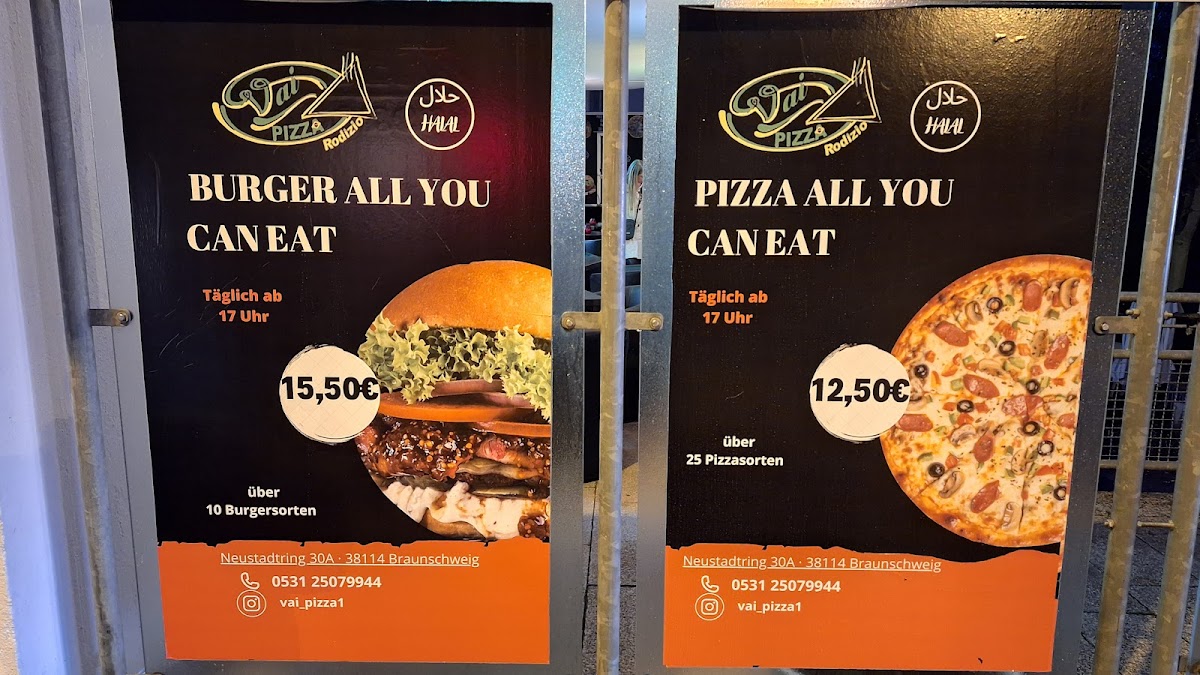 Vai
PIZZA
Rodizio
حلال
HALAL
BURGER ALL YOU
CAN EAT
Täglich ab
17 Uhr
15,50€
über
10 Burgersorten
Neustadtring 30A · 38114 Braunschweig
0531 25079944
vai_pizza1
Vai
PIZZA
Rodizio
حلال
HALAL
PIZZA ALL YOU
CAN EAT
Täglich ab
17 Uhr
12,50€
über
25 Pizzasorten
Neustadtring 30A · 38114 Braunschweig
0531 25079944
vai_pizza1